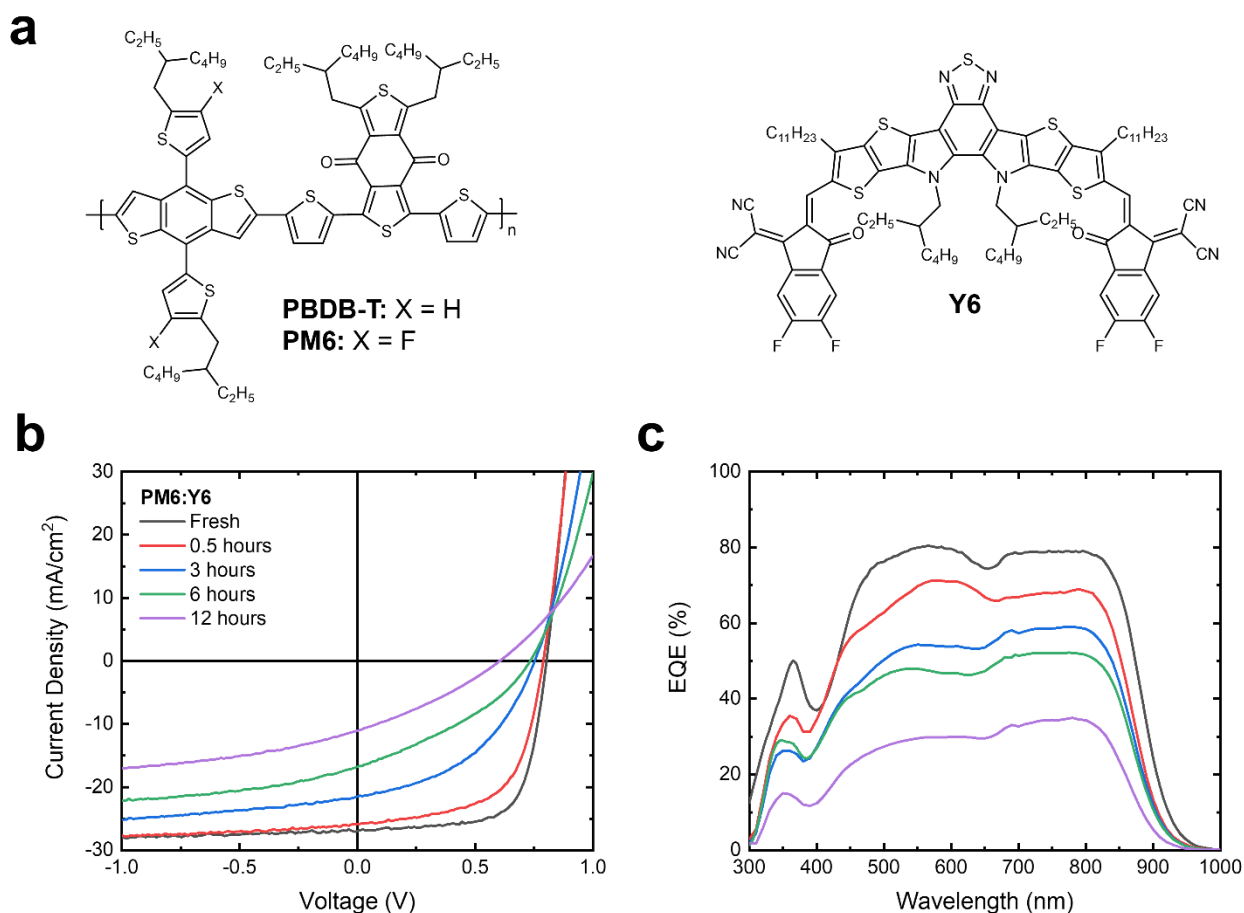 a
C2H5
C4H9
X
S
S
S
S
X
C4H9
C2H5
S
C2H5
C4H9
C4H9
C2H5
S
O
O
S
S
n
PBDB-T: X = H
PM6: X = F
N
S
N
S
S
C11H23
C11H23
S
S
N
N
NC
CN
O
C2H5
C4H9
C2H5
C4H9
O
NC
CN
F
F
F
F
Y6
b
PM6:Y6
Fresh
0.5 hours
3 hours
6 hours
12 hours
30
20
10
0
-10
-20
-30
-1.0
-0.5
0.0
0.5
1.0
Current Density (mA/cm²)
Voltage (V)
c
100
80
60
40
20
0
300
400
500
600
700
800
900
1000
EQE (%)
Wavelength (nm)